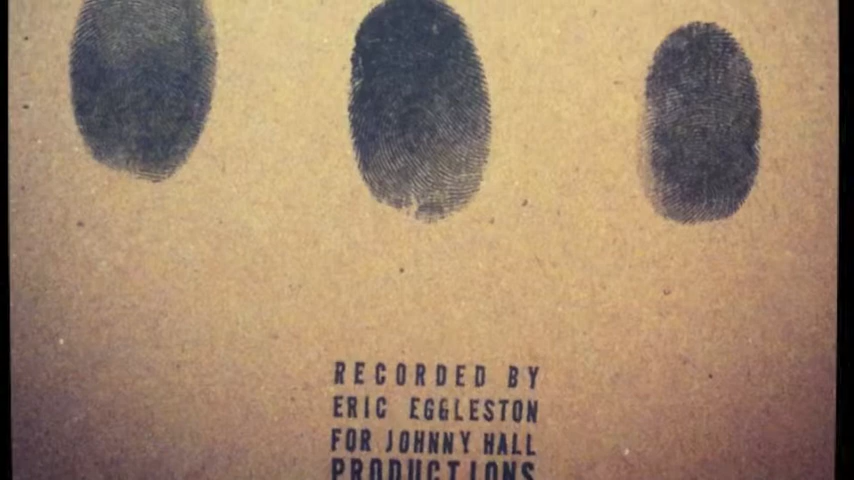 RECORDED BY
ERIC EGGLESTON
FOR JOHNNY HALL
PRODUCTIONS